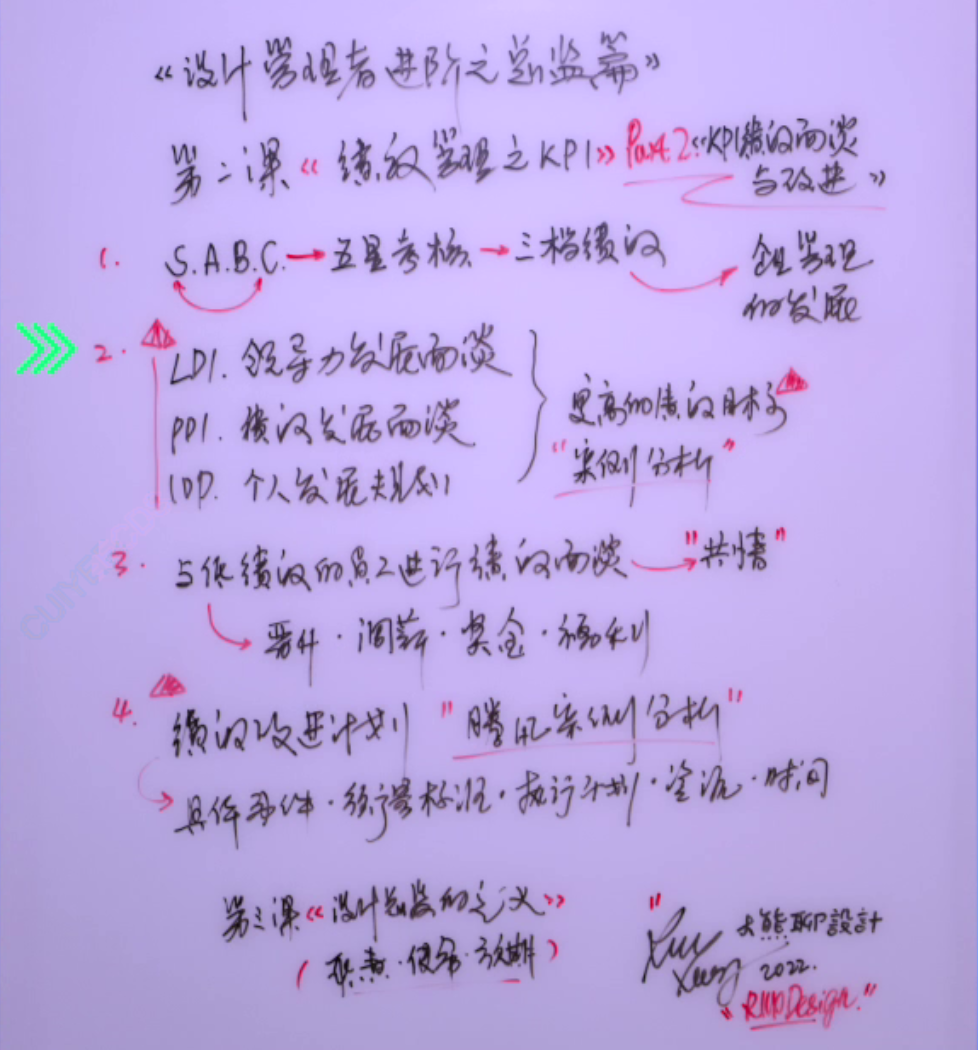 《设计管理者进阶之总监篇》
第二课《绩效管理之KPI》Part.2《KPI绩效面谈
与改进》
1. S.A.B.C. → 五星考核 → 三档绩效
企业管理
的发展
2. LDI. 领导力发展面谈
PDI. 绩效发展面谈
IDP. 个人发展规划
更高的绩效目标
"案例分析"
3. 与低绩效的员工进行绩效面谈 → "共情"
晋升·调薪·奖金·福利
4. 绩效改进计划 "腾讯案例分析"
具体事件·衡量标准·执行计划·资源·时间
第三课《设计总监的定义》
(职责·使命·预期)
大熊聊設計
2022.
"RMDesign."